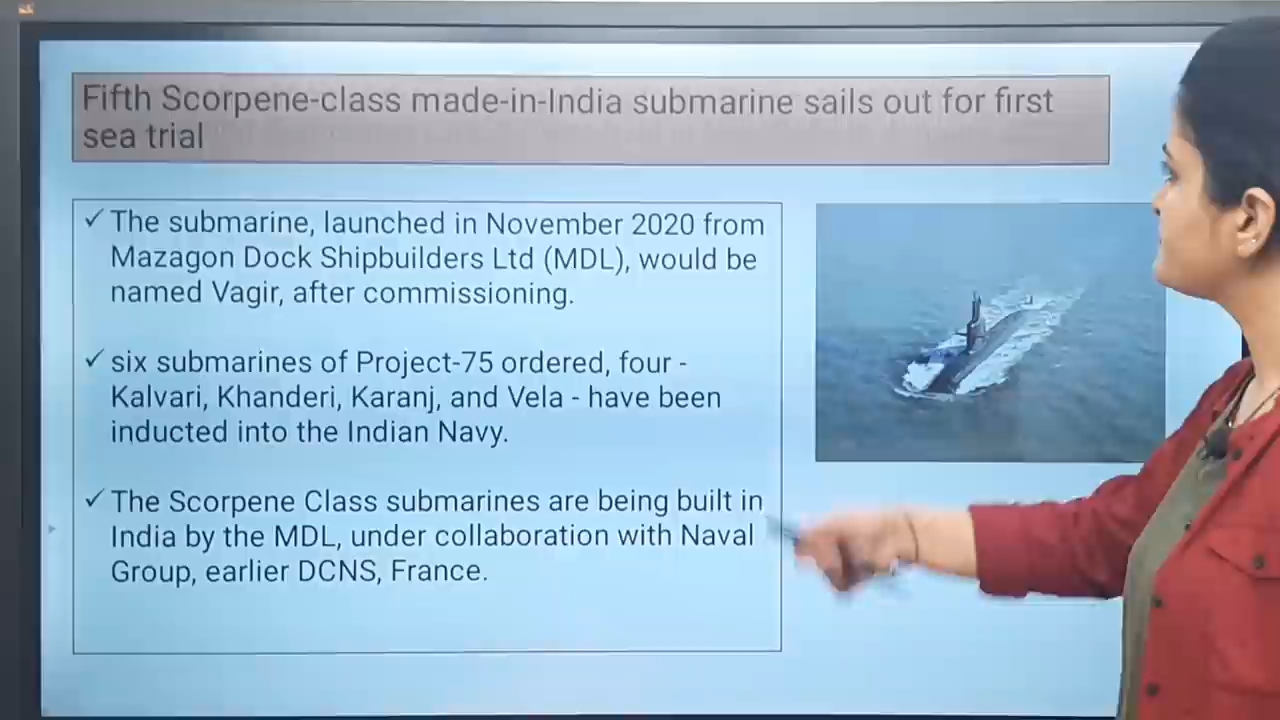 Fifth Scorpene-class made-in-India submarine sails out for first
sea trial
✓ The submarine, launched in November 2020 from
Mazagon Dock Shipbuilders Ltd (MDL), would be
named Vagir, after commissioning.
✓ six submarines of Project-75 ordered, four -
Kalvari, Khanderi, Karanj, and Vela - have been
inducted into the Indian Navy.
✓ The Scorpene Class submarines are being built in
India by the MDL, under collaboration with Naval
Group, earlier DCNS, France.